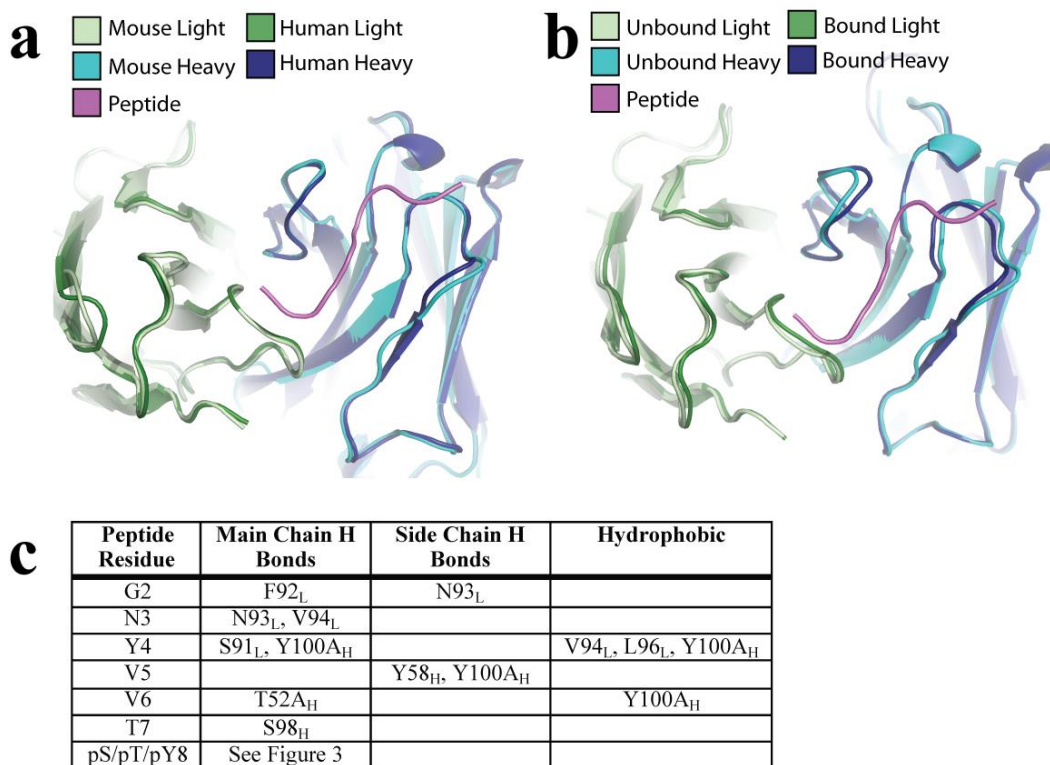 a
Mouse Light Human Light
Mouse Heavy Human Heavy
Peptide
b
Unbound Light Bound Light
Unbound Heavy Bound Heavy
Peptide
c
Peptide Residue Main Chain H Bonds Side Chain H Bonds Hydrophobic
G2 F92L N93L
N3 N93L, V94L
Y4 S91L, Y100AH V94L, L96L, Y100AH
V5 Y58H, Y100AH
V6 T52AH Y100AH
T7 S98H
pS/pT/pY8 See Figure 3